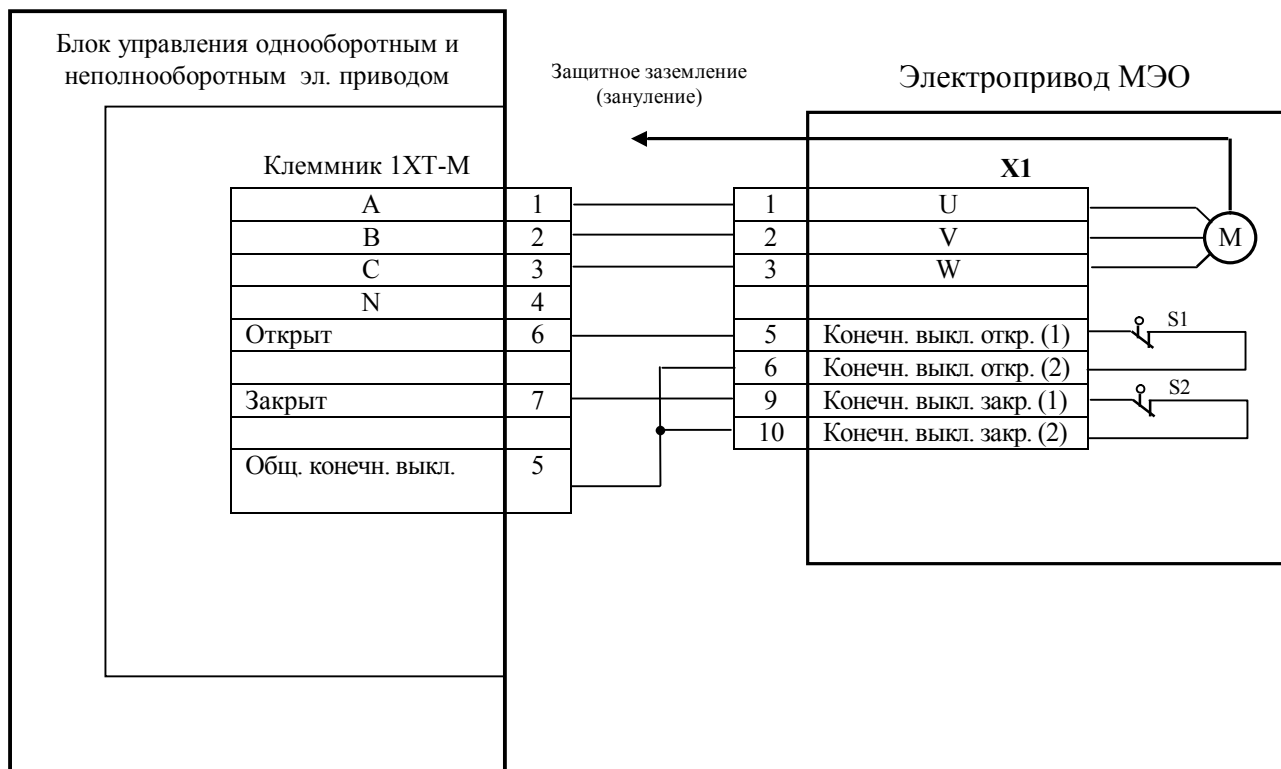 Блок управления однооборотным и
неполнооборотным эл. приводом
Защитное заземление
(зануление)
Электропривод МЭО
Клеммник 1ХТ-М
X1
A 1
B 2
C 3
N 4
Открыт 6
Закрыт 7
Общ. конечн. выкл. 5
1 U
2 V
3 W
5 Конечн. выкл. откр. (1)
6 Конечн. выкл. откр. (2)
9 Конечн. выкл. закр. (1)
10 Конечн. выкл. закр. (2)
M
S1
S2